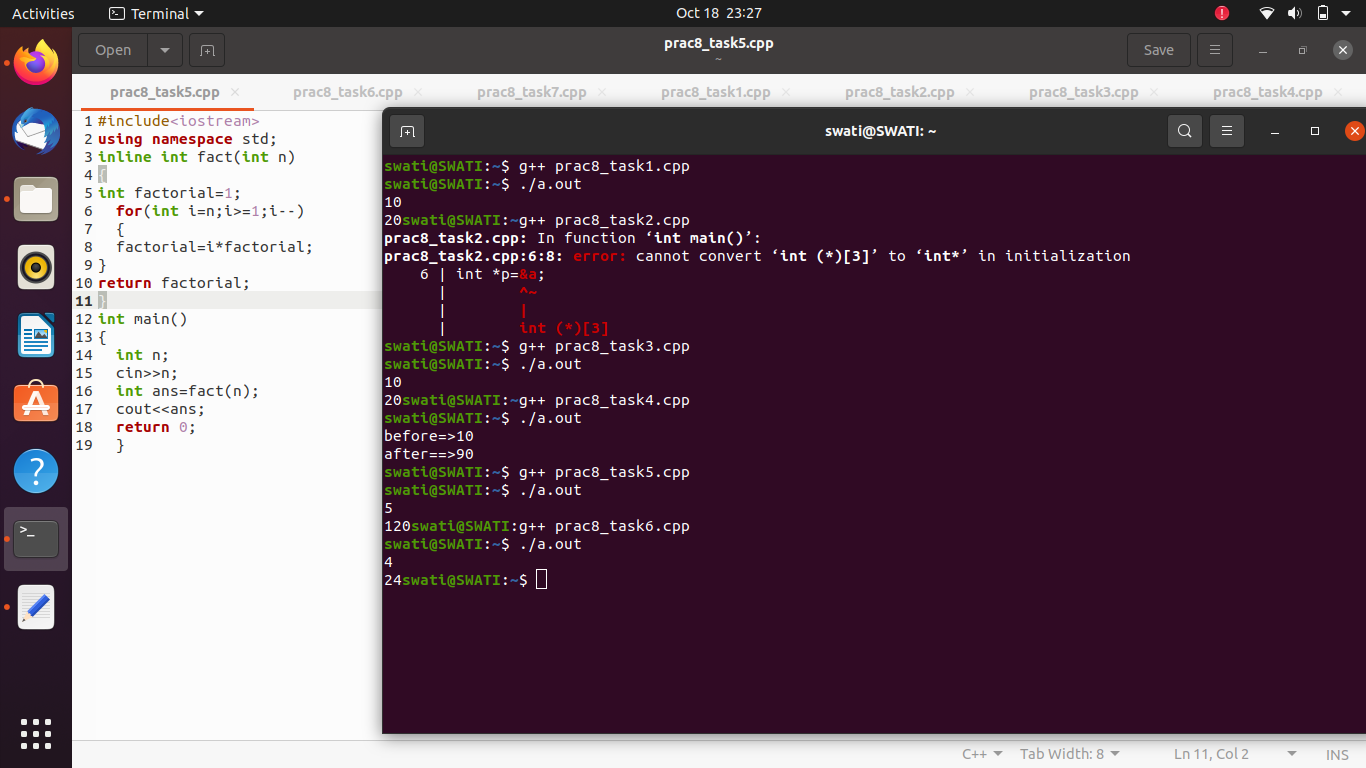 Activities
Terminal
Oct 18 23:27
Open
prac8_task5.cpp
~
Save
prac8_task5.cpp
prac8_task6.cpp
prac8_task7.cpp
prac8_task1.cpp
prac8_task2.cpp
prac8_task3.cpp
prac8_task4.cpp
1 #include<iostream>
2 using namespace std;
3 inline int fact(int n)
4 {
5 int factorial=1;
6   for(int i=n;i>=1;i--)
7   {
8   factorial=i*factorial;
9 }
10 return factorial;
11 }
12 int main()
13 {
14   int n;
15   cin>>n;
16   int ans=fact(n);
17   cout<<ans;
18   return 0;
19   }
swati@SWATI: ~
swati@SWATI:~$ g++ prac8_task1.cpp
swati@SWATI:~$ ./a.out
10
20swati@SWATI:~g++ prac8_task2.cpp
prac8_task2.cpp: In function ‘int main()’:
prac8_task2.cpp:6:8: error: cannot convert ‘int (*)[3]’ to ‘int*’ in initialization
    6 | int *p=&a;
      |        ^~
      |        |
      |        int (*)[3]
swati@SWATI:~$ g++ prac8_task3.cpp
swati@SWATI:~$ ./a.out
10
20swati@SWATI:~g++ prac8_task4.cpp
swati@SWATI:~$ ./a.out
before=>10
after==>90
swati@SWATI:~$ g++ prac8_task5.cpp
swati@SWATI:~$ ./a.out
5
120swati@SWATI:g++ prac8_task6.cpp
swati@SWATI:~$ ./a.out
4
24swati@SWATI:~$
C++
Tab Width: 8
Ln 11, Col 2
INS